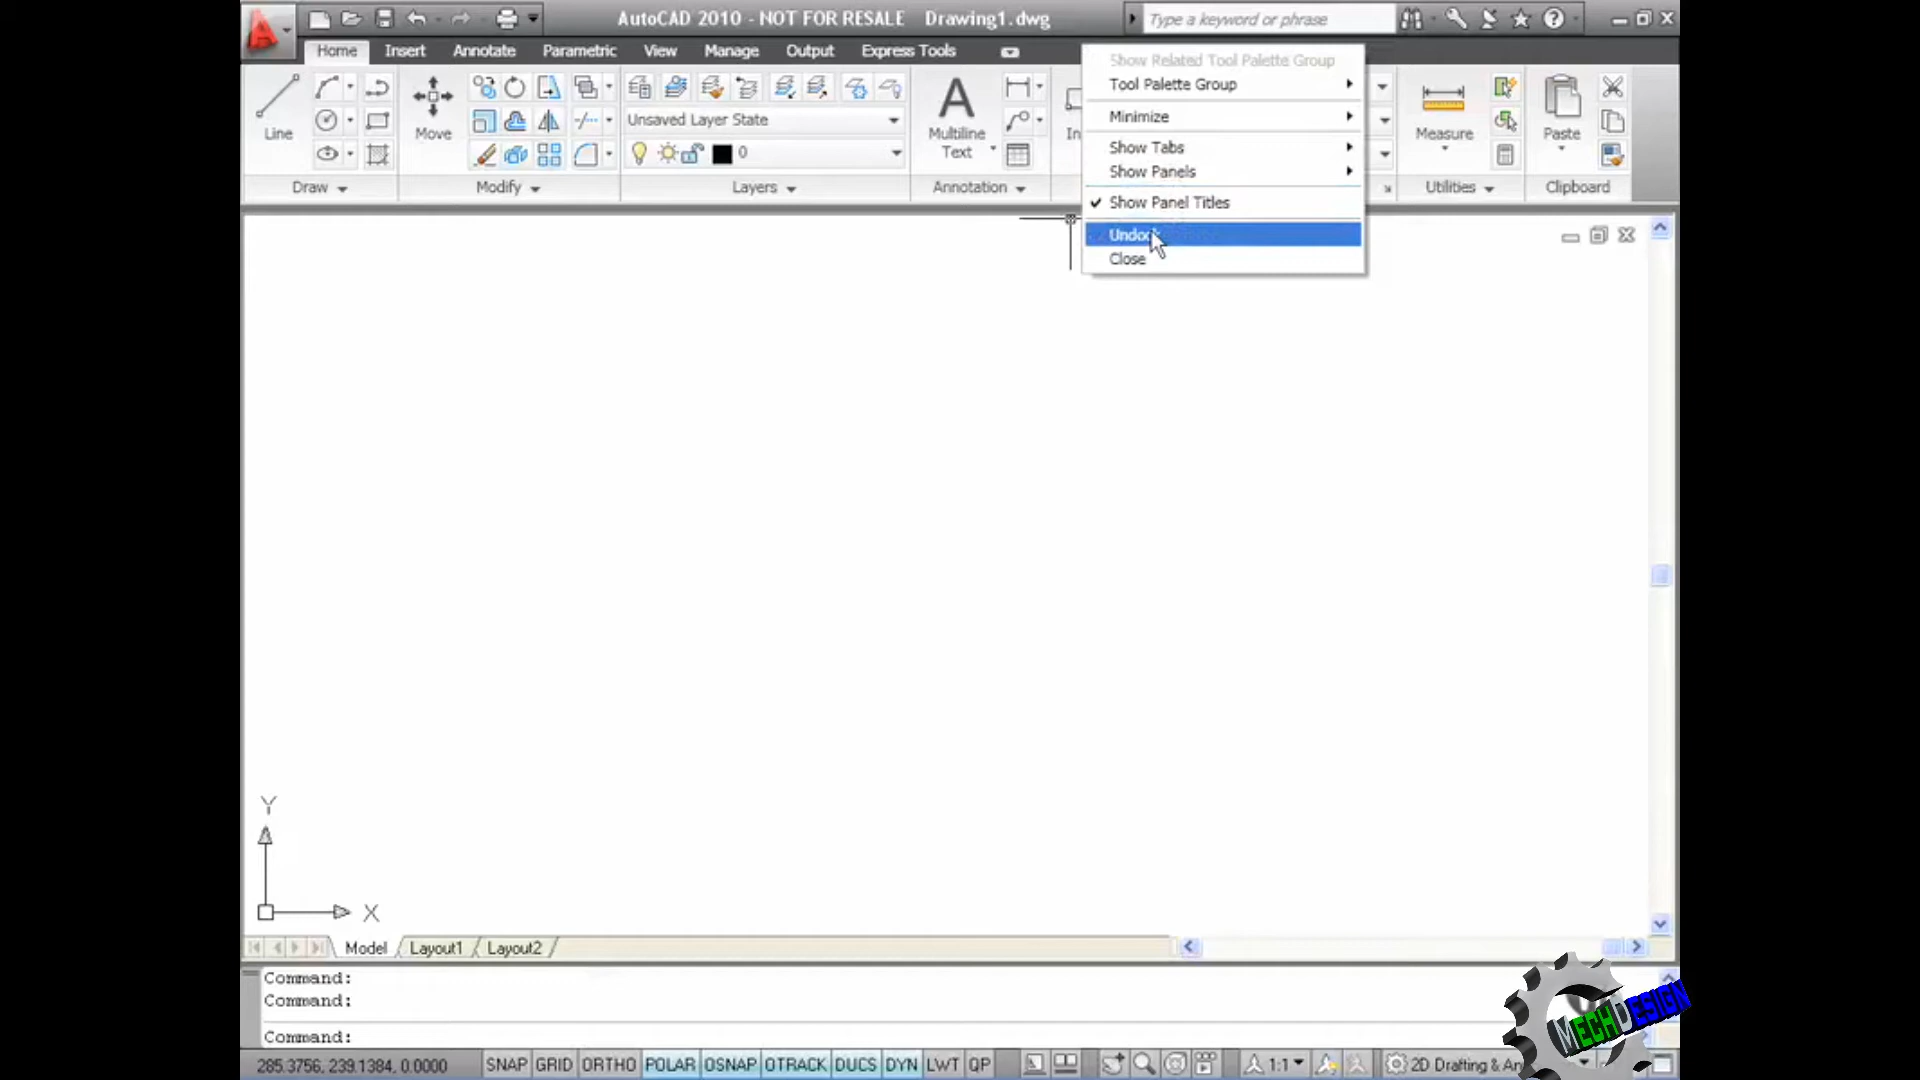 AutoCAD 2010 - NOT FOR RESALE Drawing1.dwg
Type a keyword or phrase
Home Insert Annotate Parametric View Manage Output Express Tools
Show Related Tool Palette Group
Tool Palette Group
Minimize
Show Tabs
Show Panels
Show Panel Titles
Undock
Close
Line
Move
Unsaved Layer State
0
Multiline
Text
In
Measure
Paste
Draw Modify Layers Annotation Utilities Clipboard
Y
X
Model Layout1 Layout2
Command:
Command:
Command:
285.3756, 239.1384, 0.0000 SNAP GRID ORTHO POLAR OSNAP OTRACK DUCS DYN LWT QP 1:1 2D Drafting & An
MECHDESIGN